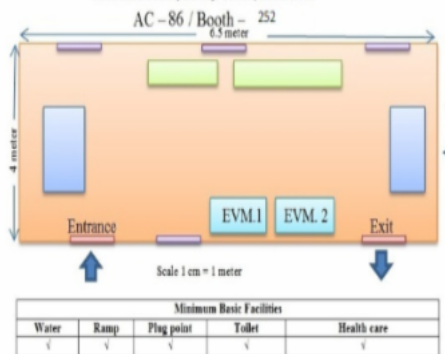 AC – 86 / Booth – 252
6.5 meter
4 meter
EVM.1 EVM. 2
Entrance Exit
Scale 1 cm = 1 meter
Minimum Basic Facilities
Water Ramp Plug point Toilet Health care
√ √ √ √ √